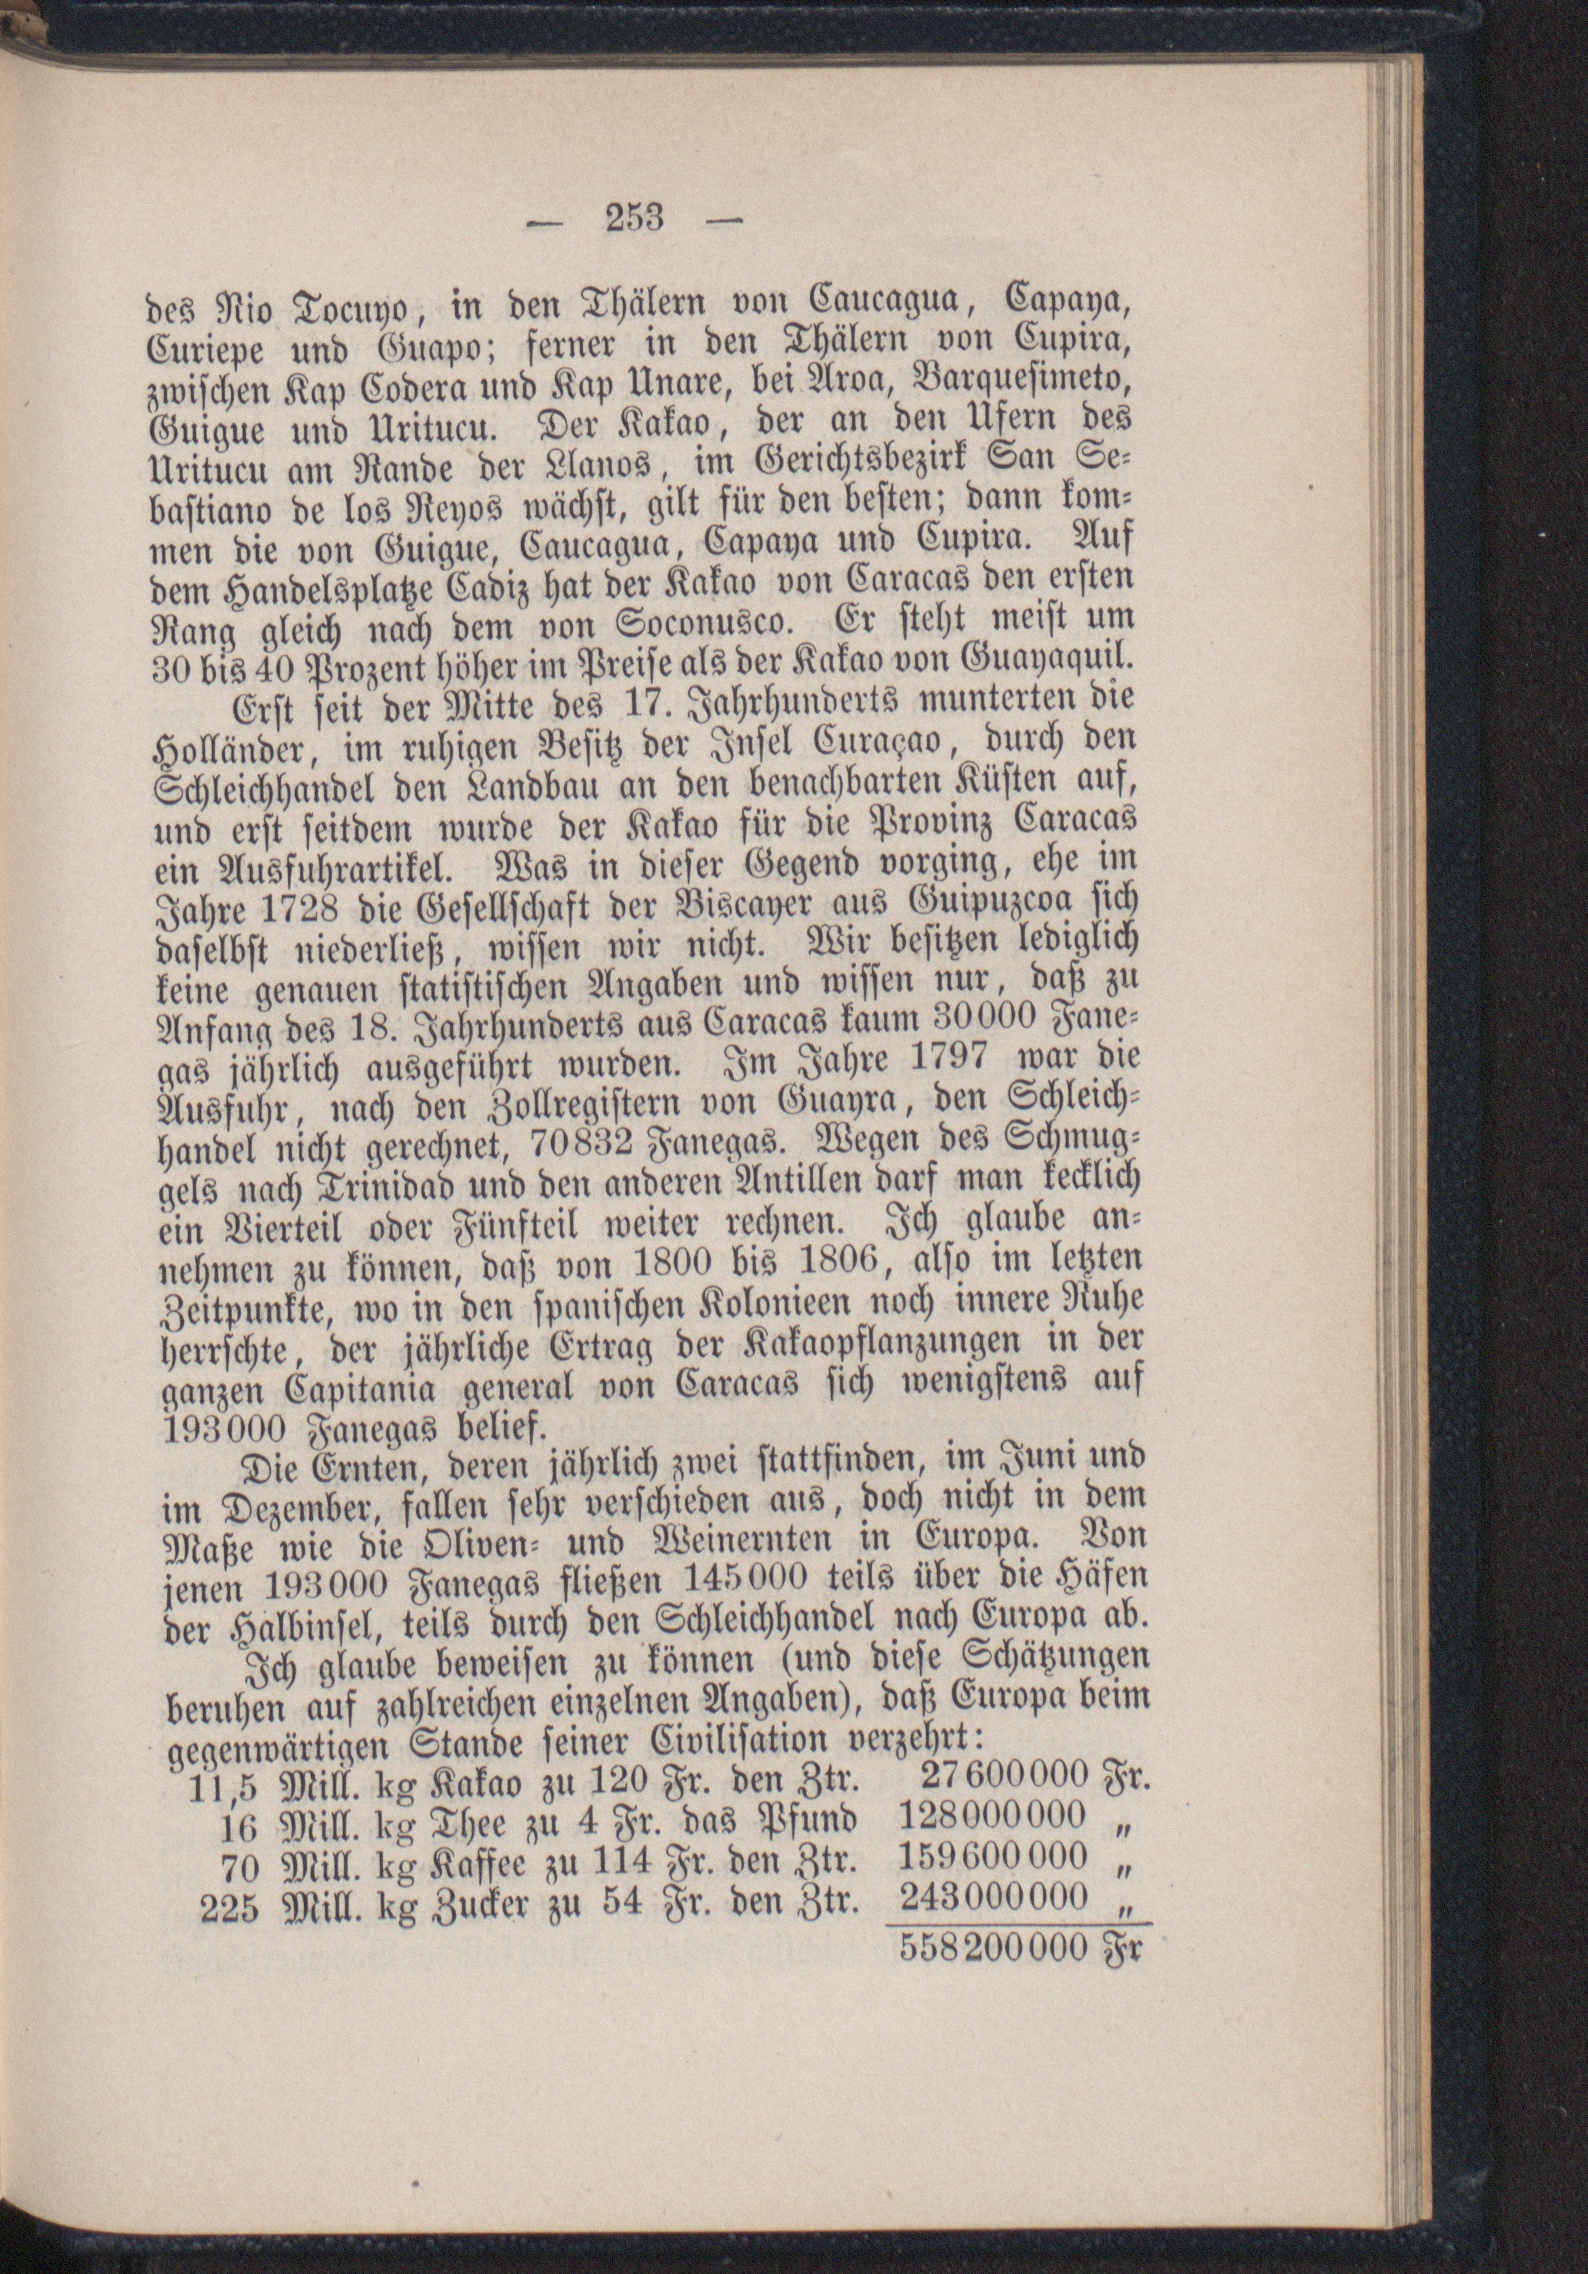 — 253 —
des Rio Tocuyo, in den Thälern von Caucagua, Capaya,
Curiepe und Guapo; ferner in den Thälern von Cupira,
zwischen Kap Codera und Kap Unare, bei Aroa, Barquesimeto,
Guigue und Uritucu. Der Kakao, der an den Ufern des
Uritucu am Rande der Llanos, im Gerichtsbezirk San Se-
bastiano de los Reyos wächst, gilt für den besten; dann kom-
men die von Guigue, Caucagua, Capaya und Cupira. Auf
dem Handelsplatze Cadiz hat der Kakao von Caracas den ersten
Rang gleich nach dem von Soconusco. Er steht meist um
30 bis 40 Prozent höher im Preise als der Kakao von Guayaquil.
Erst seit der Mitte des 17. Jahrhunderts munterten die
Holländer, im ruhigen Besitz der Insel Curaçao, durch den
Schleichhandel den Landbau an den benachbarten Küsten auf,
und erst seitdem wurde der Kakao für die Provinz Caracas
ein Ausfuhrartikel. Was in dieser Gegend vorging, ehe im
Jahre 1728 die Gesellschaft der Biscayer aus Guipuzcoa sich
daselbst niederließ, wissen wir nicht. Wir besitzen lediglich
keine genauen statistischen Angaben und wissen nur, daß zu
Anfang des 18. Jahrhunderts aus Caracas kaum 30000 Fane-
gas jährlich ausgeführt wurden. Im Jahre 1797 war die
Ausfuhr, nach den Zollregistern von Guayra, den Schleich-
handel nicht gerechnet, 70832 Fanegas. Wegen des Schmug-
gels nach Trinidad und den anderen Antillen darf man kecklich
ein Vierteil oder Fünfteil weiter rechnen. Ich glaube an-
nehmen zu können, daß von 1800 bis 1806, also im letzten
Zeitpunkte, wo in den spanischen Kolonieen noch innere Ruhe
herrschte, der jährliche Ertrag der Kakaopflanzungen in der
ganzen Capitania general von Caracas sich wenigstens auf
193000 Fanegas belief.
Die Ernten, deren jährlich zwei stattfinden, im Juni und
im Dezember, fallen sehr verschieden aus, doch nicht in dem
Maße wie die Oliven- und Weinernten in Europa. Von
jenen 193000 Fanegas fließen 145000 teils über die Häfen
der Halbinsel, teils durch den Schleichhandel nach Europa ab.
Ich glaube beweisen zu können (und diese Schätzungen
beruhen auf zahlreichen einzelnen Angaben), daß Europa beim
gegenwärtigen Stande seiner Civilisation verzehrt:
11,5 Mill. kg Kakao zu 120 Fr. den Ztr. 27600000 Fr.
16 Mill. kg Thee zu 4 Fr. das Pfund 128000000 „
70 Mill. kg Kaffee zu 114 Fr. den Ztr. 159600000 „
225 Mill. kg Zucker zu 54 Fr. den Ztr. 243000000 „
558200000 Fr